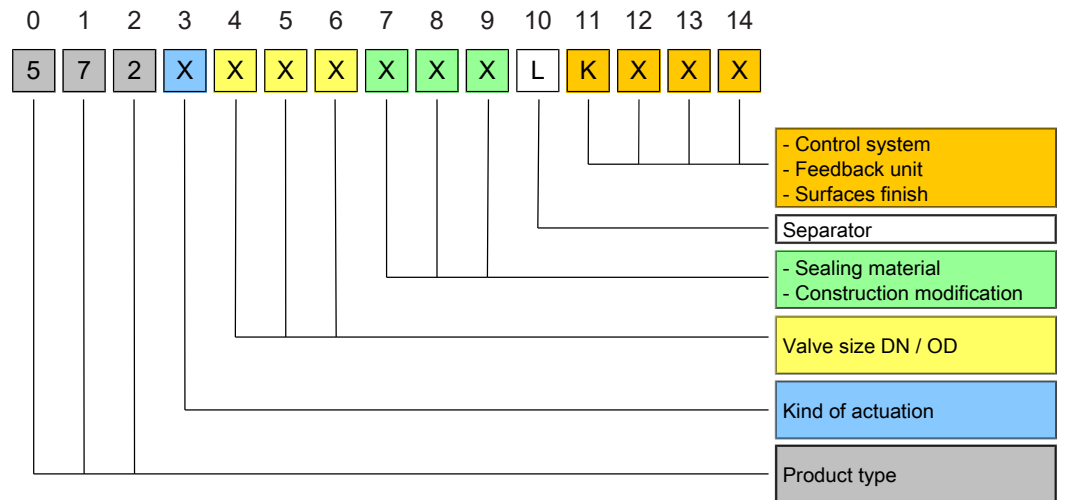 0 1 2 3 4 5 6 7 8 9 10 11 12 13 14
5 7 2 X X X X X X X L K X X X
- Control system
- Feedback unit
- Surfaces finish
Separator
- Sealing material
- Construction modification
Valve size DN / OD
Kind of actuation
Product type